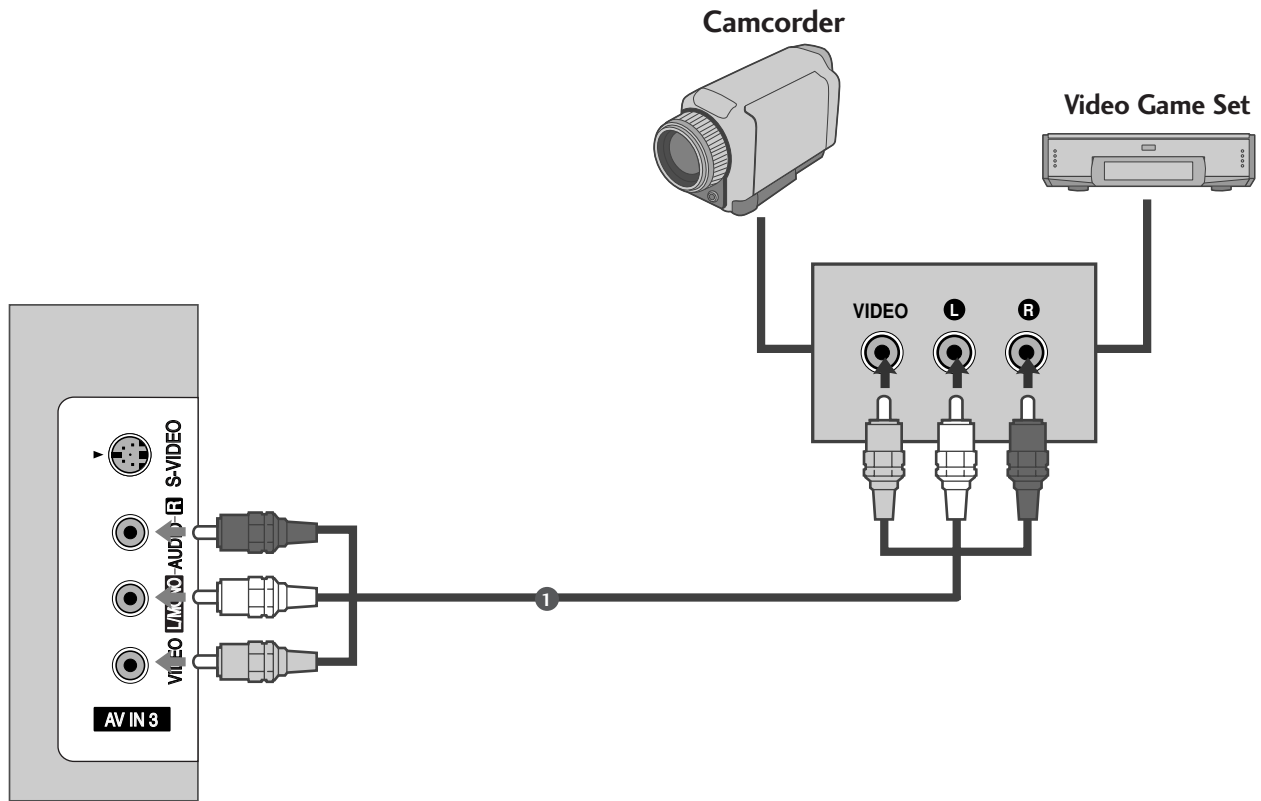 Camcorder
Video Game Set
VIDEO L R
S-VIDEO
AUDIO R
L/MONO
VIDEO
AV IN 3
1